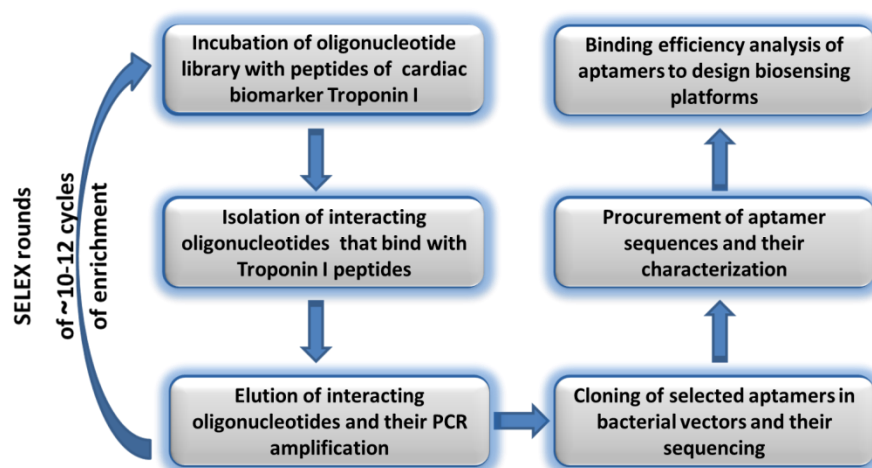 Incubation of oligonucleotide
library with peptides of cardiac
biomarker Troponin I
Isolation of interacting
oligonucleotides that bind with
Troponin I peptides
Elution of interacting
oligonucleotides and their PCR
amplification
SELEX rounds
of ~10-12 cycles
of enrichment
Cloning of selected aptamers in
bacterial vectors and their
sequencing
Procurement of aptamer
sequences and their
characterization
Binding efficiency analysis of
aptamers to design biosensing
platforms